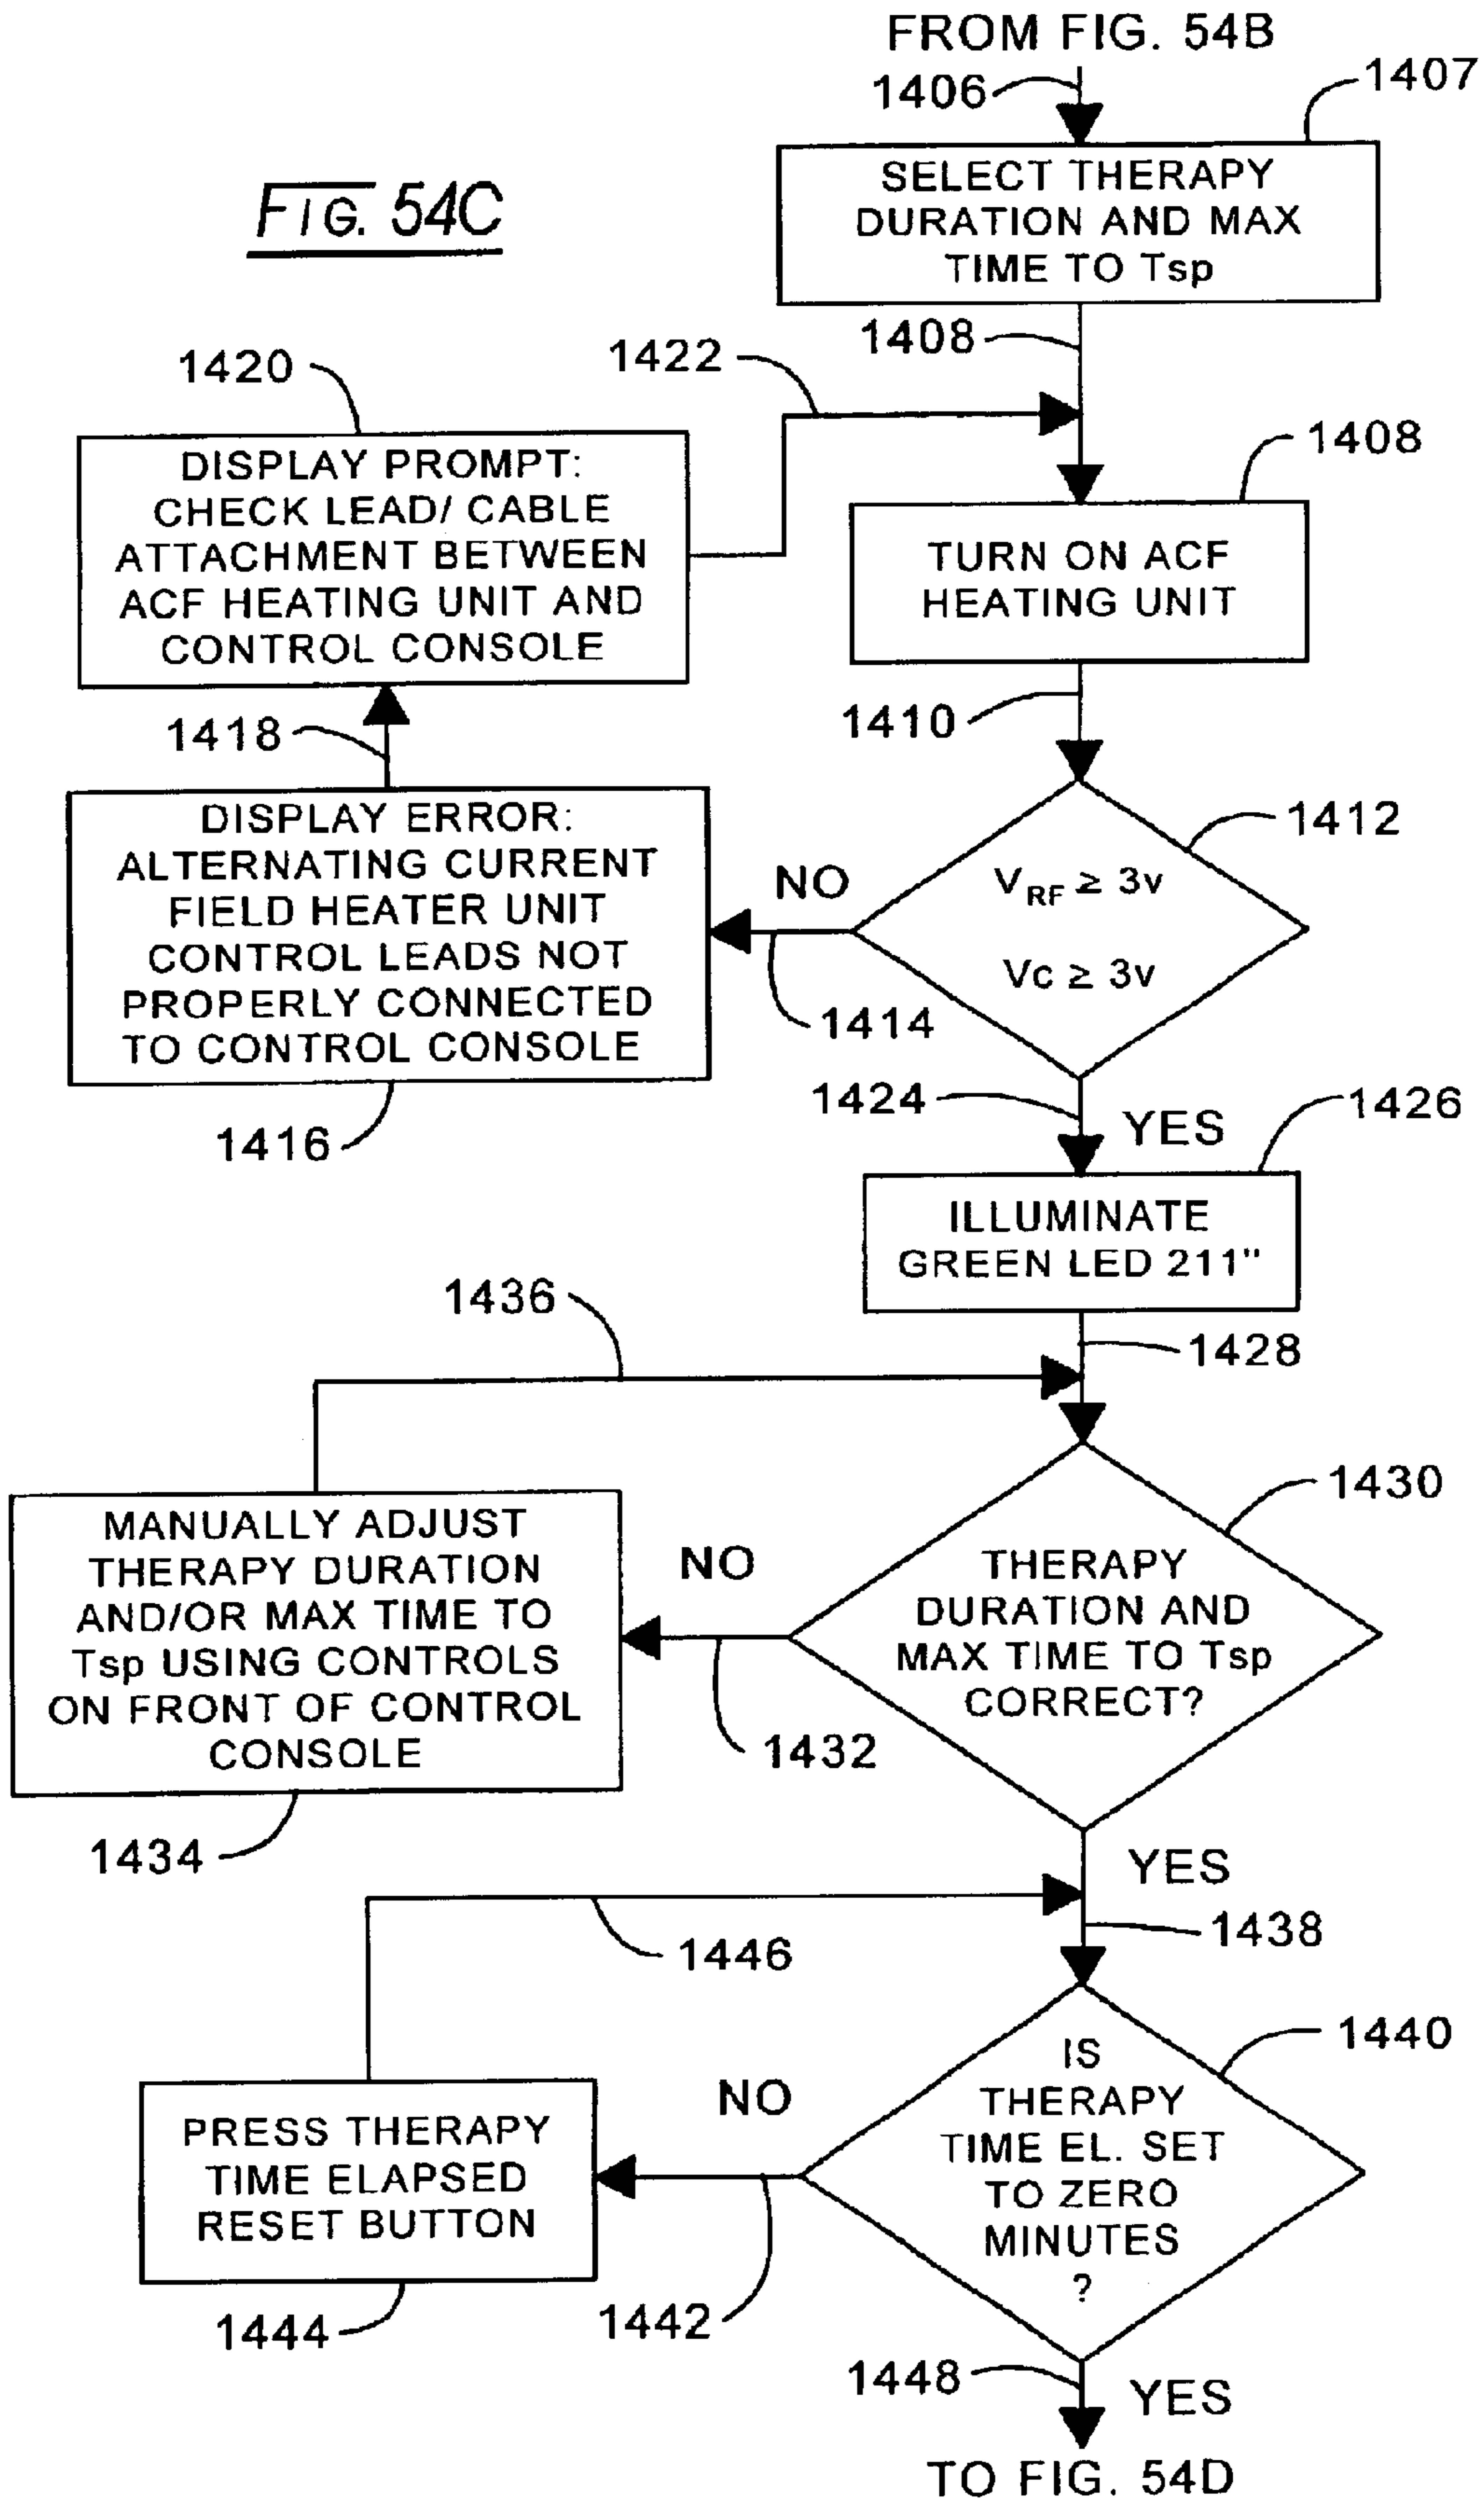 FROM FIG. 54B
1406
1407
FIG. 54C
SELECT THERAPY
DURATION AND MAX
TIME TO Tsp
1408
1420
1422
1408
DISPLAY PROMPT:
CHECK LEAD/ CABLE
ATTACHMENT BETWEEN
ACF HEATING UNIT AND
CONTROL CONSOLE
TURN ON ACF
HEATING UNIT
1410
1418
1412
DISPLAY ERROR:
ALTERNATING CURRENT
FIELD HEATER UNIT
CONTROL LEADS NOT
PROPERLY CONNECTED
TO CONTROL CONSOLE
NO
VRF ≥ 3v
Vc ≥ 3v
1414
1416
1424
YES
1426
ILLUMINATE
GREEN LED 211"
1436
1428
1430
MANUALLY ADJUST
THERAPY DURATION
AND/OR MAX TIME TO
Tsp USING CONTROLS
ON FRONT OF CONTROL
CONSOLE
NO
THERAPY
DURATION AND
MAX TIME TO Tsp
CORRECT?
1432
1434
YES
1438
1446
1440
PRESS THERAPY
TIME ELAPSED
RESET BUTTON
NO
IS
THERAPY
TIME EL. SET
TO ZERO
MINUTES
?
1444
1442
1448
YES
TO FIG. 54D